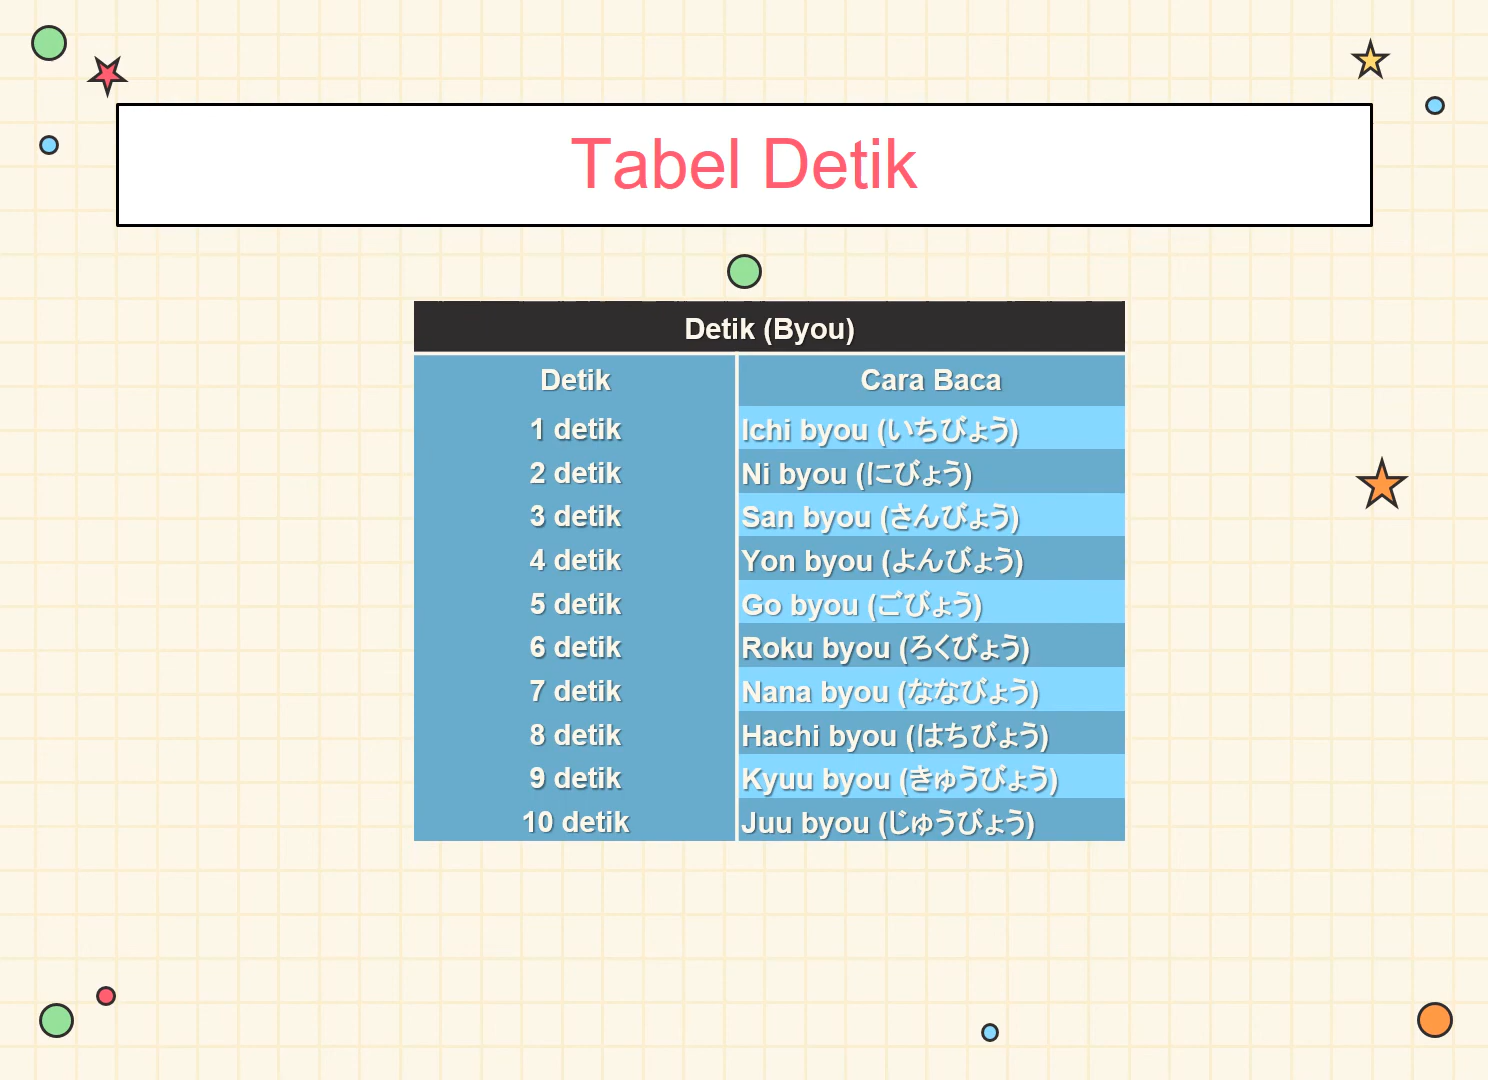 Tabel Detik
Detik (Byou)
Detik Cara Baca
1 detik Ichi byou (いちびょう)
2 detik Ni byou (にびょう)
3 detik San byou (さんびょう)
4 detik Yon byou (よんびょう)
5 detik Go byou (ごびょう)
6 detik Roku byou (ろくびょう)
7 detik Nana byou (ななびょう)
8 detik Hachi byou (はちびょう)
9 detik Kyuu byou (きゅうびょう)
10 detik Juu byou (じゅうびょう)